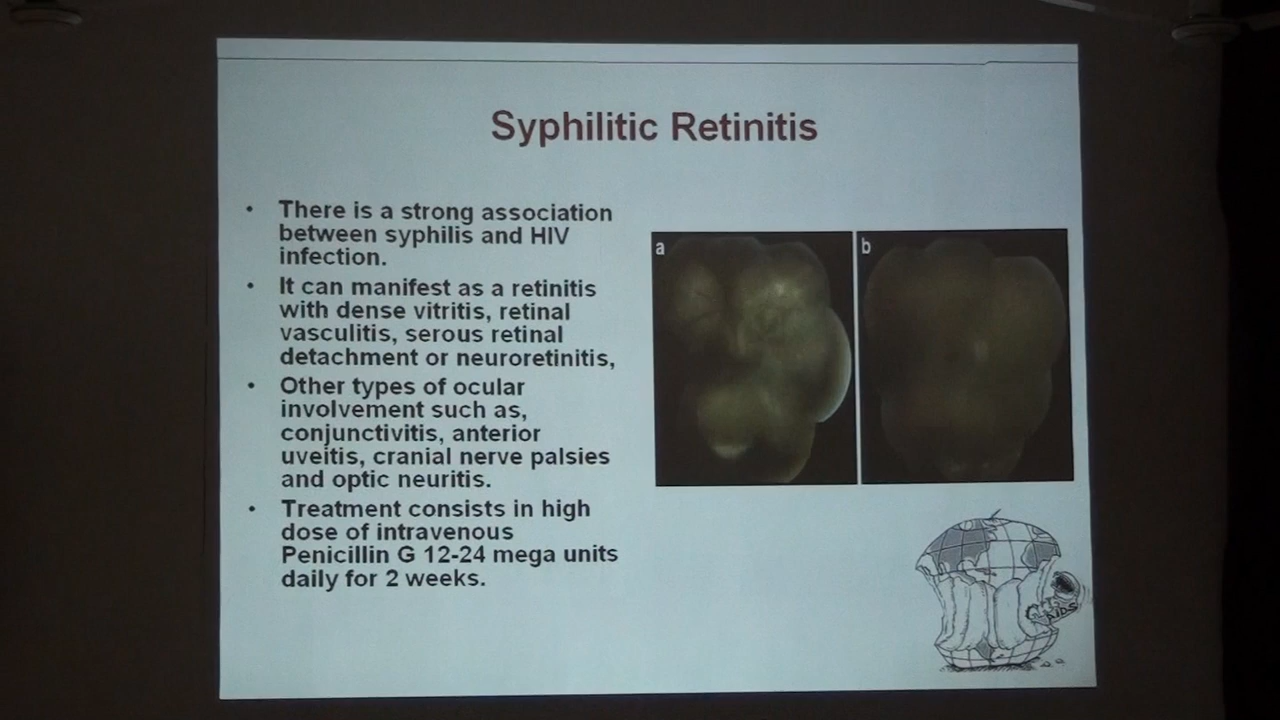 Syphilitic Retinitis
• There is a strong association
between syphilis and HIV
infection.
• It can manifest as a retinitis
with dense vitritis, retinal
vasculitis, serous retinal
detachment or neuroretinitis,
• Other types of ocular
involvement such as,
conjunctivitis, anterior
uveitis, cranial nerve palsies
and optic neuritis.
• Treatment consists in high
dose of intravenous
Penicillin G 12-24 mega units
daily for 2 weeks.
a
b
AIDS